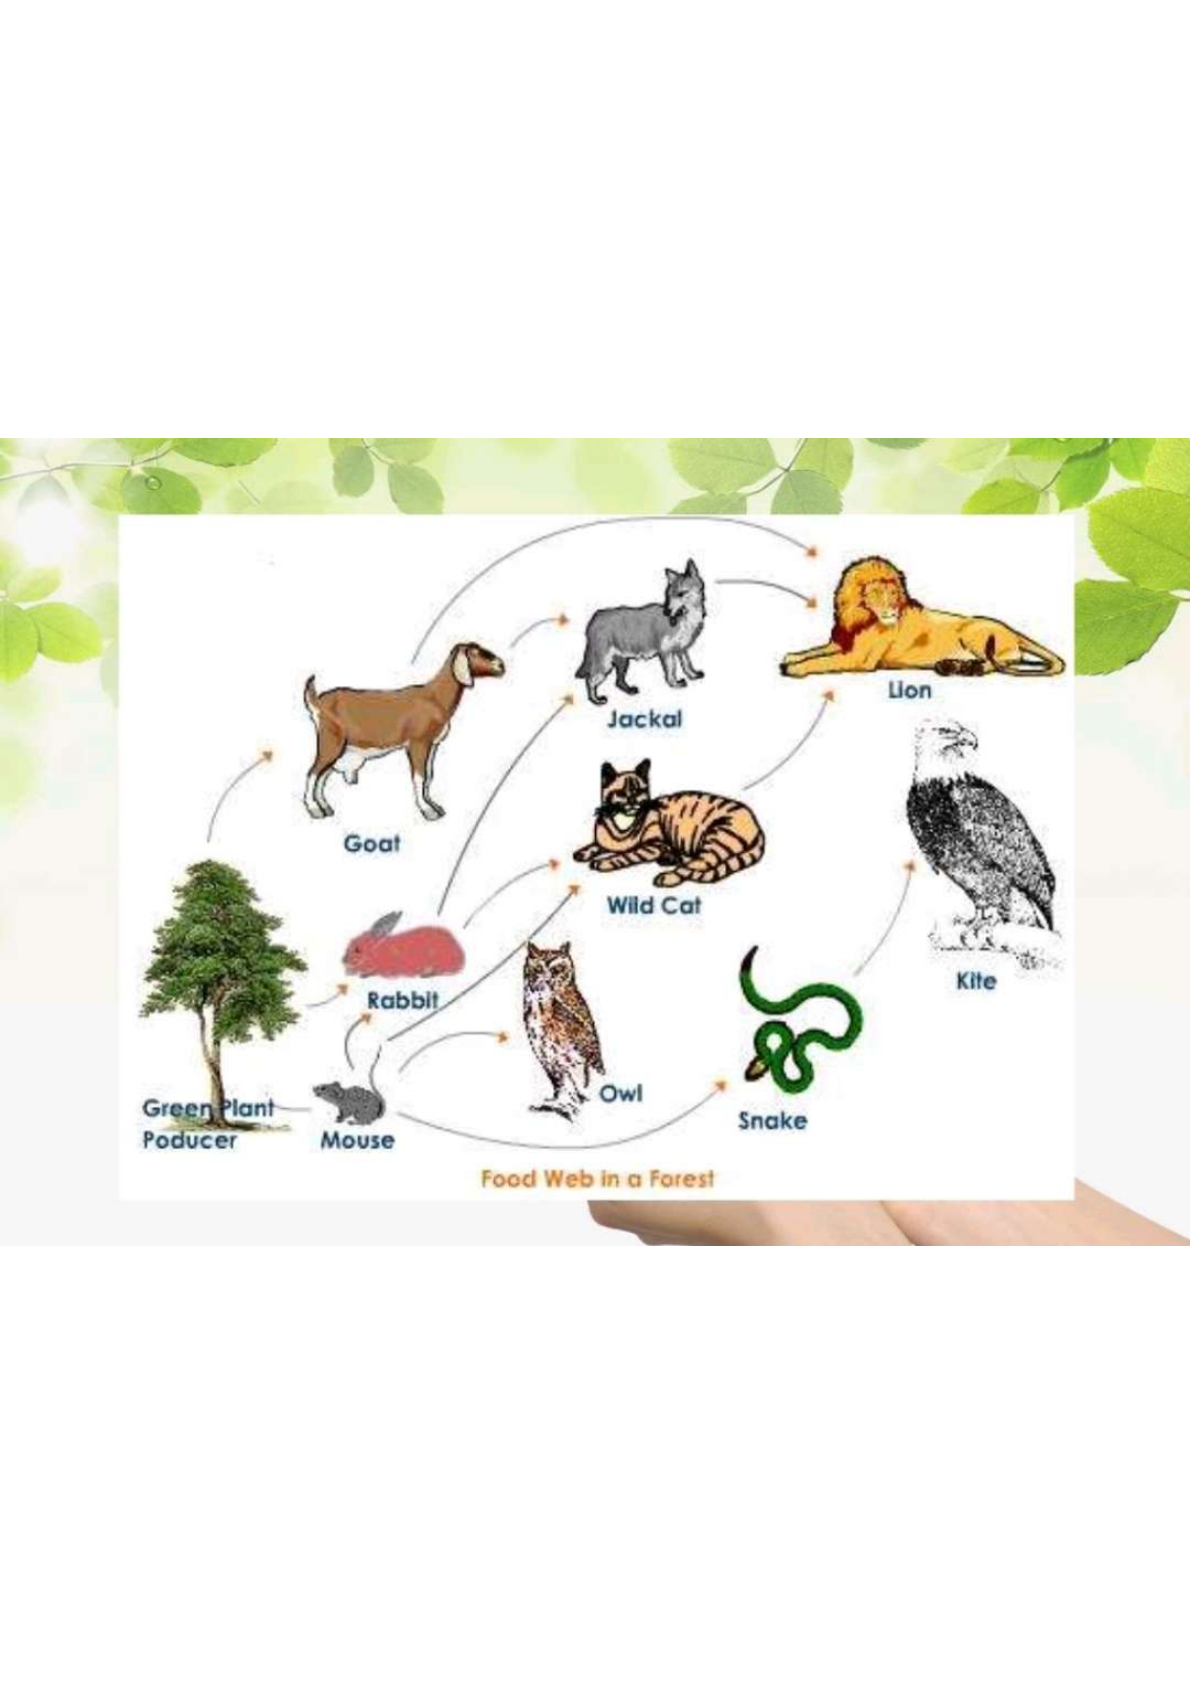 Lion
Jackal
Goat
Wild Cat
Kite
Rabbit
Owl
Green Plant
Poducer
Mouse
Snake
Food Web in a Forest